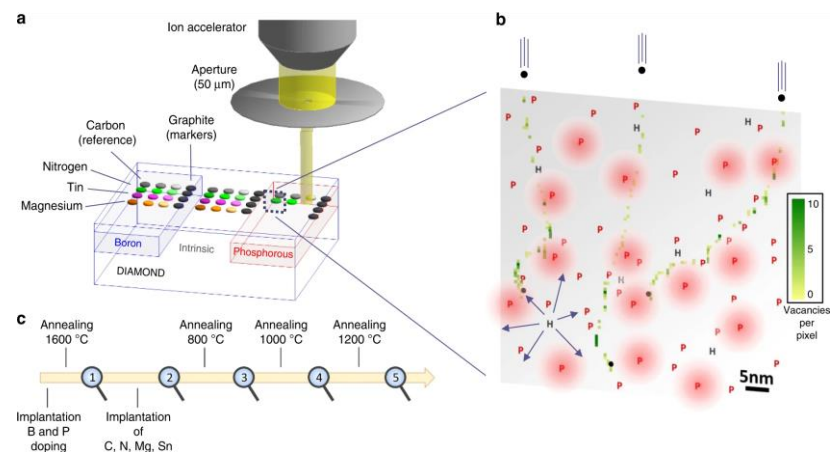 a
Ion accelerator
Aperture
(50 µm)
Carbon
(reference)
Graphite
(markers)
Nitrogen
Tin
Magnesium
Boron
Intrinsic
Phosphorous
DIAMOND
b
P
P
P
H
P
H
P
P
P
P
H
P
P
P
H
P
P
P
P
H
P
P
P
P
H
P
P
P
P
H
P
10
5
0
Vacancies
per
pixel
5nm
c
Annealing
1600 °C
Annealing
800 °C
Annealing
1000 °C
Annealing
1200 °C
1
2
3
4
5
Implantation
B and P
doping
Implantation
of
C, N, Mg, Sn